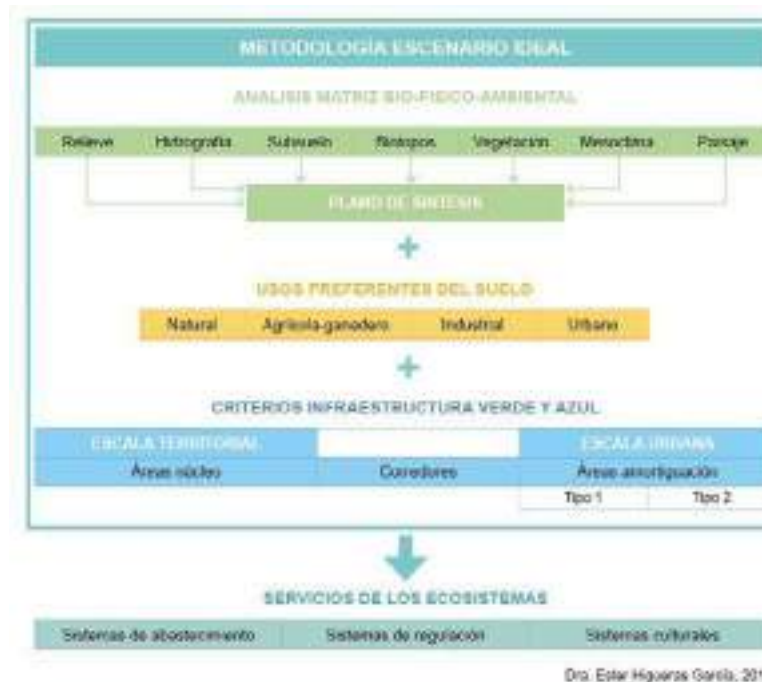 METODOLOGÍA ESCENARIO IDEAL
ANALISIS MATRIZ BIO-FISICO-AMBIENTAL
Relieve Hidrografía Subsuelo Biotopos Vegetación Mesoclima Paisaje
PLANO DE SINTESIS
+
USOS PREFERENTES DEL SUELO
Natural Agrícola-ganadero Industrial Urbano
+
CRITERIOS INFRAESTRUCTURA VERDE Y AZUL
ESCALA TERRITORIAL ESCALA URBANA
Áreas núcleo Corredores Áreas amortiguación
Tipo 1 Tipo 2
SERVICIOS DE LOS ECOSISTEMAS
Sistemas de abastecimiento Sistemas de regulación Sistemas culturales
Dra. Ester Higueras García, 201